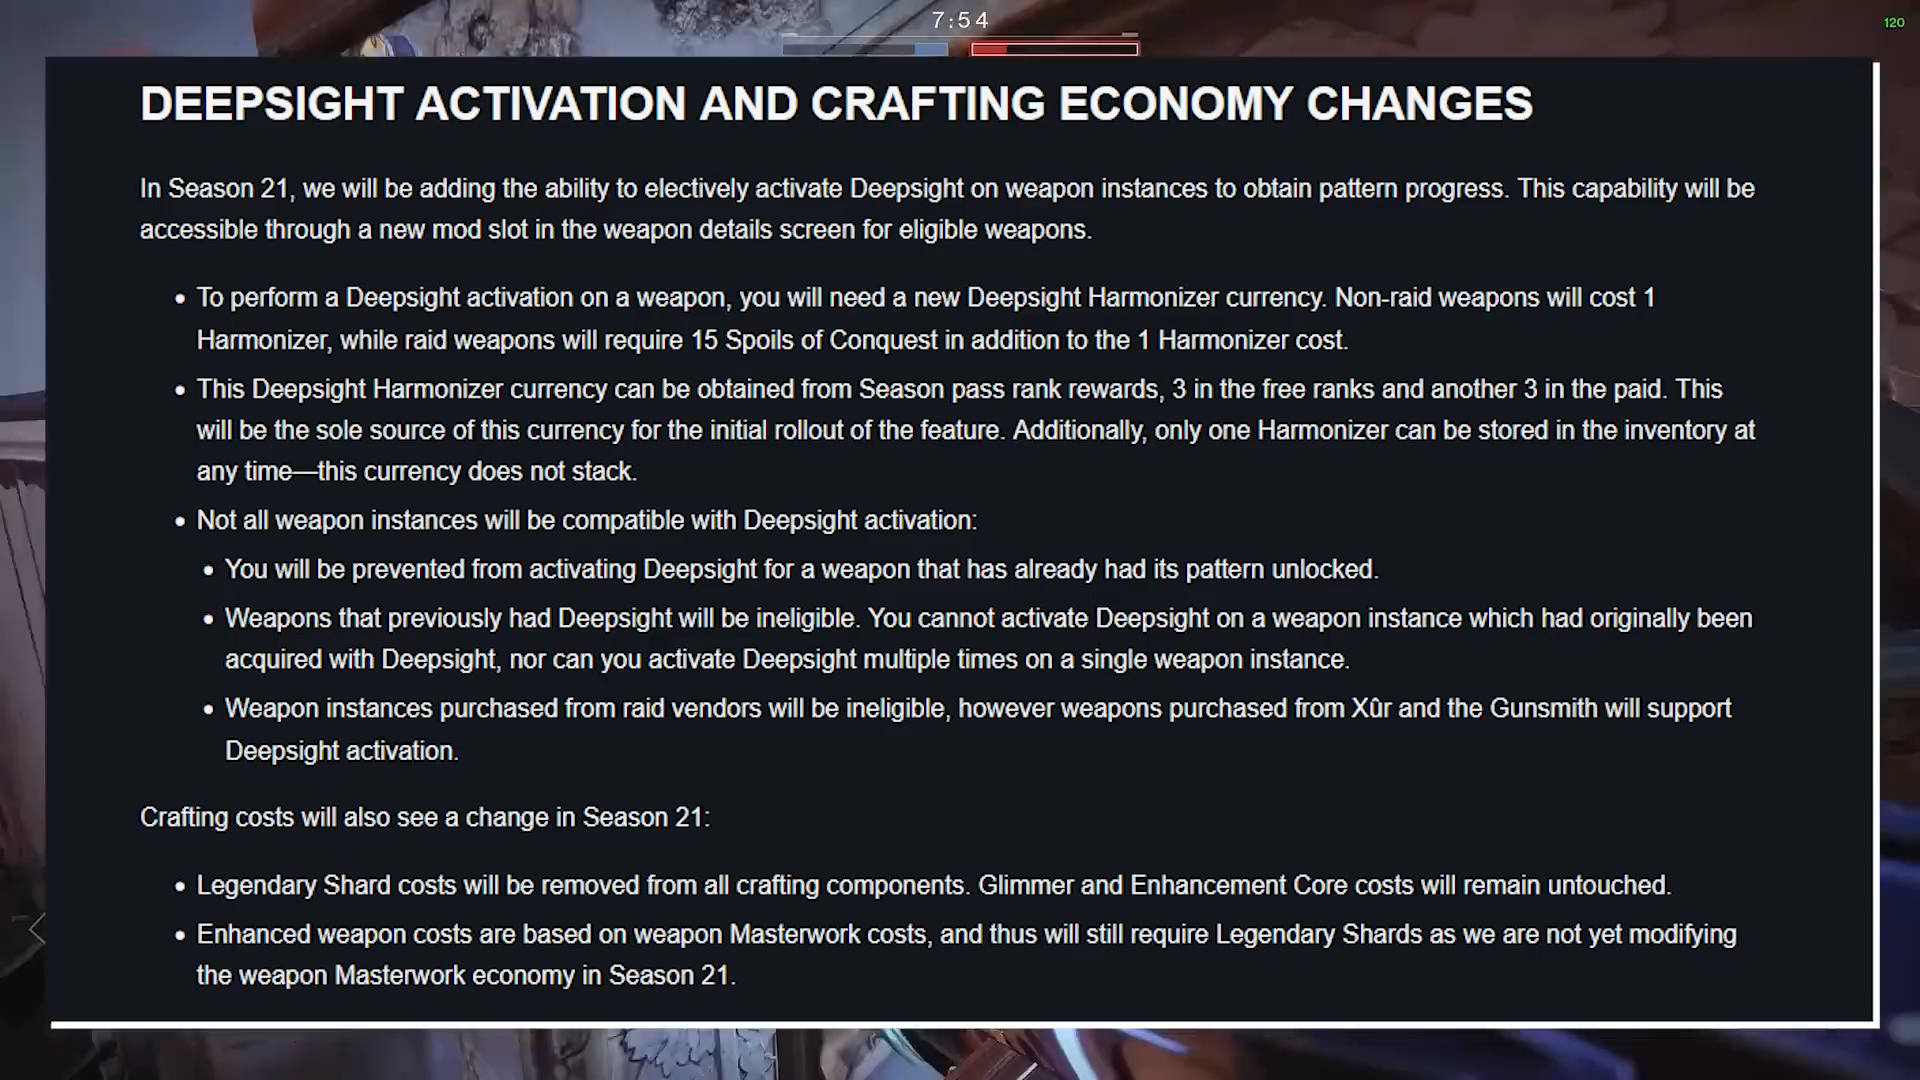 7:54
120
DEEPSIGHT ACTIVATION AND CRAFTING ECONOMY CHANGES
In Season 21, we will be adding the ability to electively activate Deepsight on weapon instances to obtain pattern progress. This capability will be
accessible through a new mod slot in the weapon details screen for eligible weapons.
• To perform a Deepsight activation on a weapon, you will need a new Deepsight Harmonizer currency. Non-raid weapons will cost 1
Harmonizer, while raid weapons will require 15 Spoils of Conquest in addition to the 1 Harmonizer cost.
• This Deepsight Harmonizer currency can be obtained from Season pass rank rewards, 3 in the free ranks and another 3 in the paid. This
will be the sole source of this currency for the initial rollout of the feature. Additionally, only one Harmonizer can be stored in the inventory at
any time—this currency does not stack.
• Not all weapon instances will be compatible with Deepsight activation:
• You will be prevented from activating Deepsight for a weapon that has already had its pattern unlocked.
• Weapons that previously had Deepsight will be ineligible. You cannot activate Deepsight on a weapon instance which had originally been
acquired with Deepsight, nor can you activate Deepsight multiple times on a single weapon instance.
• Weapon instances purchased from raid vendors will be ineligible, however weapons purchased from Xûr and the Gunsmith will support
Deepsight activation.
Crafting costs will also see a change in Season 21:
• Legendary Shard costs will be removed from all crafting components. Glimmer and Enhancement Core costs will remain untouched.
• Enhanced weapon costs are based on weapon Masterwork costs, and thus will still require Legendary Shards as we are not yet modifying
the weapon Masterwork economy in Season 21.